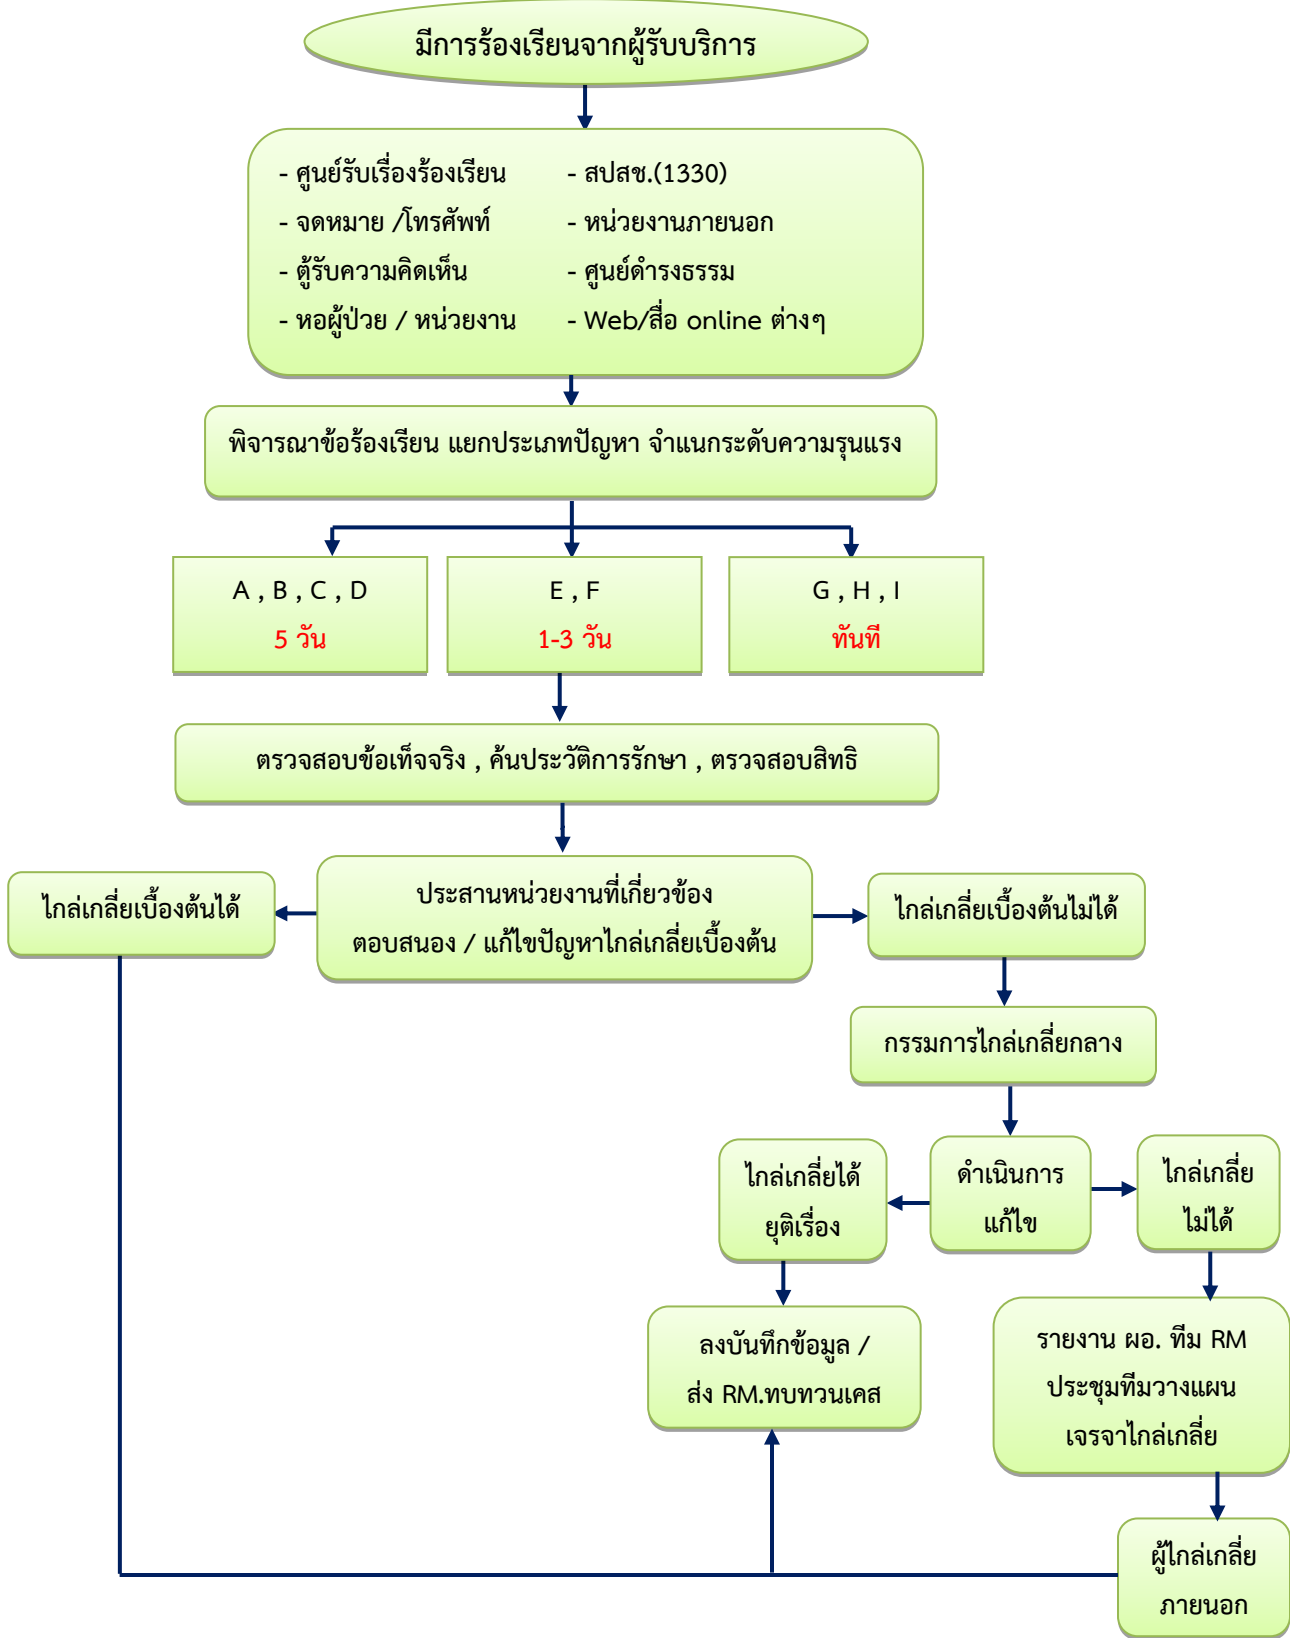 มีการร้องเรียนจากผู้รับบริการ
- ศูนย์รับเรื่องร้องเรียน - สปสช.(1330)
- จดหมาย /โทรศัพท์ - หน่วยงานภายนอก
- ตู้รับความคิดเห็น - ศูนย์ดำรงธรรม
- หอผู้ป่วย / หน่วยงาน - Web/สื่อ online ต่างๆ
พิจารณาข้อร้องเรียน แยกประเภทปัญหา จำแนกระดับความรุนแรง
A , B , C , D
5 วัน
E , F
1-3 วัน
G , H , I
ทันที
ตรวจสอบข้อเท็จจริง , ค้นประวัติการรักษา , ตรวจสอบสิทธิ
ไกล่เกลี่ยเบื้องต้นได้
ประสานหน่วยงานที่เกี่ยวข้อง
ตอบสนอง / แก้ไขปัญหาไกล่เกลี่ยเบื้องต้น
ไกล่เกลี่ยเบื้องต้นไม่ได้
กรรมการไกล่เกลี่ยกลาง
ไกล่เกลี่ยได้
ยุติเรื่อง
ดำเนินการ
แก้ไข
ไกล่เกลี่ย
ไม่ได้
ลงบันทึกข้อมูล /
ส่ง RM.ทบทวนเคส
รายงาน ผอ. ทีม RM
ประชุมทีมวางแผน
เจรจาไกล่เกลี่ย
ผู้ไกล่เกลี่ย
ภายนอก